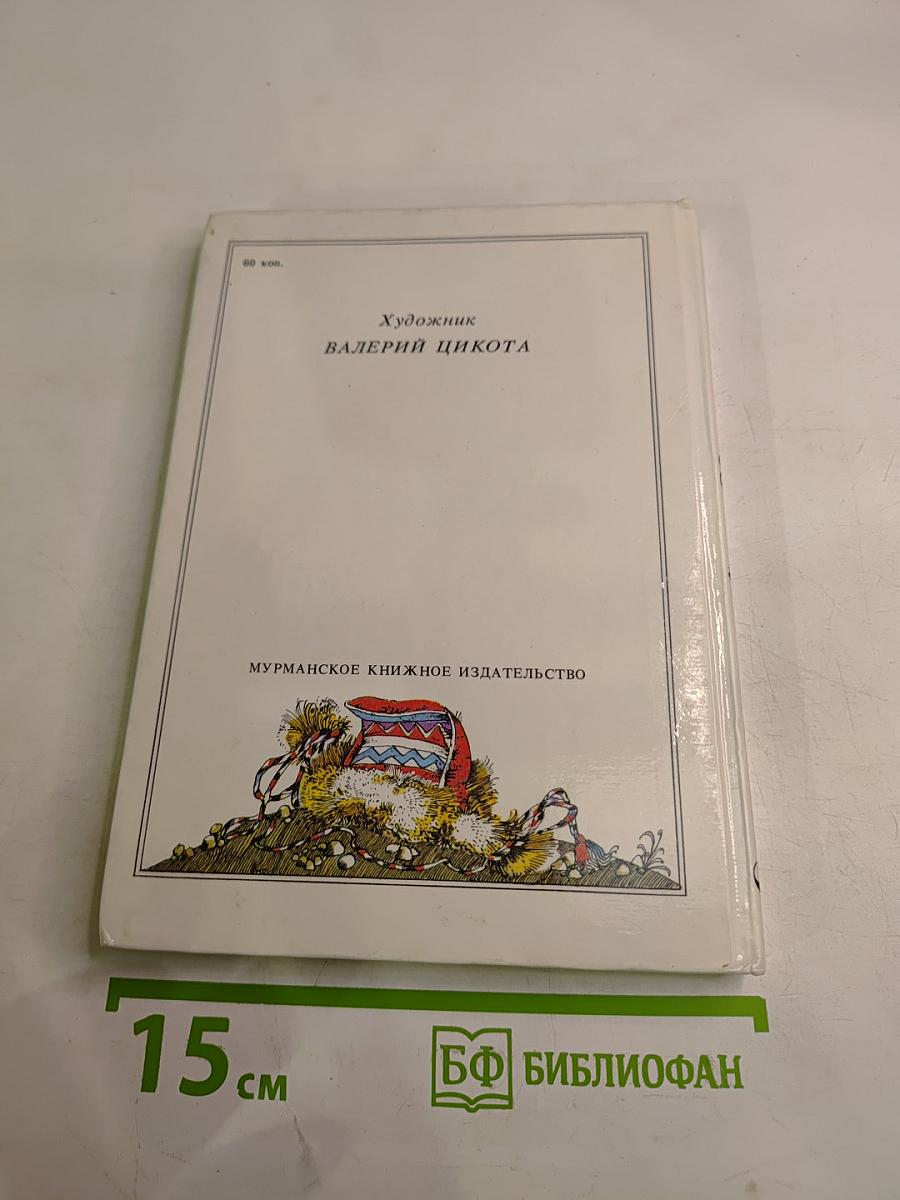 60 коп.
Художник
ВАЛЕРИЙ ЦИКОТА
МУРМАНСКОЕ КНИЖНОЕ ИЗДАТЕЛЬСТВО
15 см
БФ БИБЛИОФАН